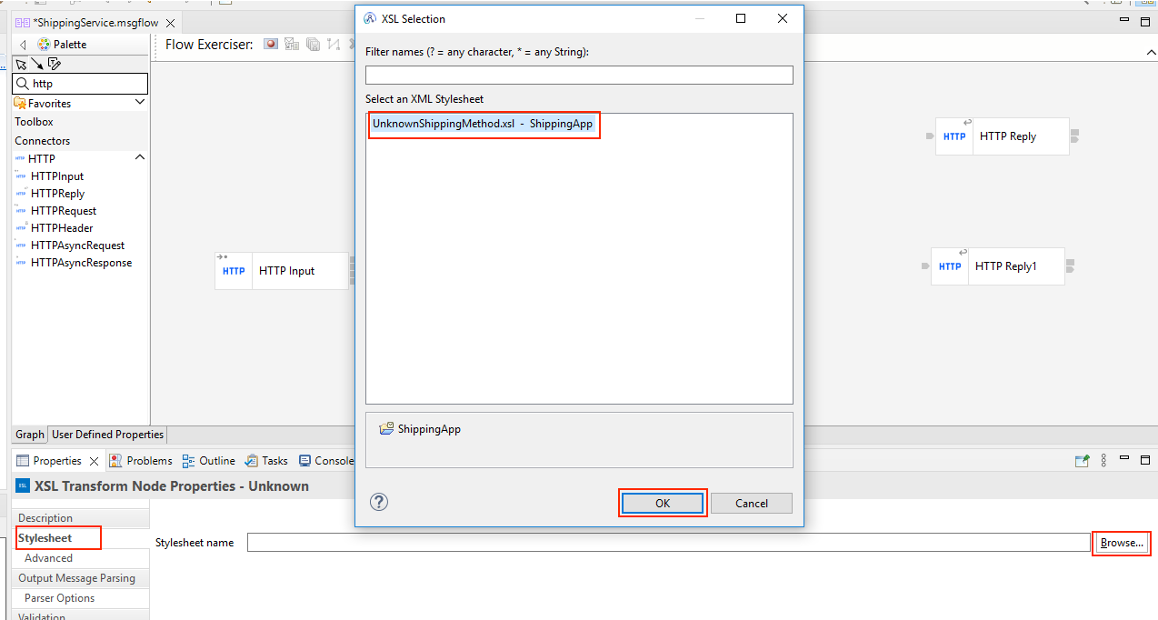 *ShippingService.msgflow
Palette
http
Favorites
Toolbox
Connectors
HTTP
HTTPInput
HTTPReply
HTTPRequest
HTTPHeader
HTTPAsyncRequest
HTTPAsyncResponse
Flow Exerciser:
HTTP HTTP Input
HTTP HTTP Reply
HTTP HTTP Reply1
XSL Selection
Filter names (? = any character, * = any String):
Select an XML Stylesheet
UnknownShippingMethod.xsl - ShippingApp
ShippingApp
OK Cancel
Graph User Defined Properties
Properties Problems Outline Tasks Console
XSL Transform Node Properties - Unknown
Description
Stylesheet
Advanced
Output Message Parsing
Parser Options
Validation
Stylesheet name Browse...